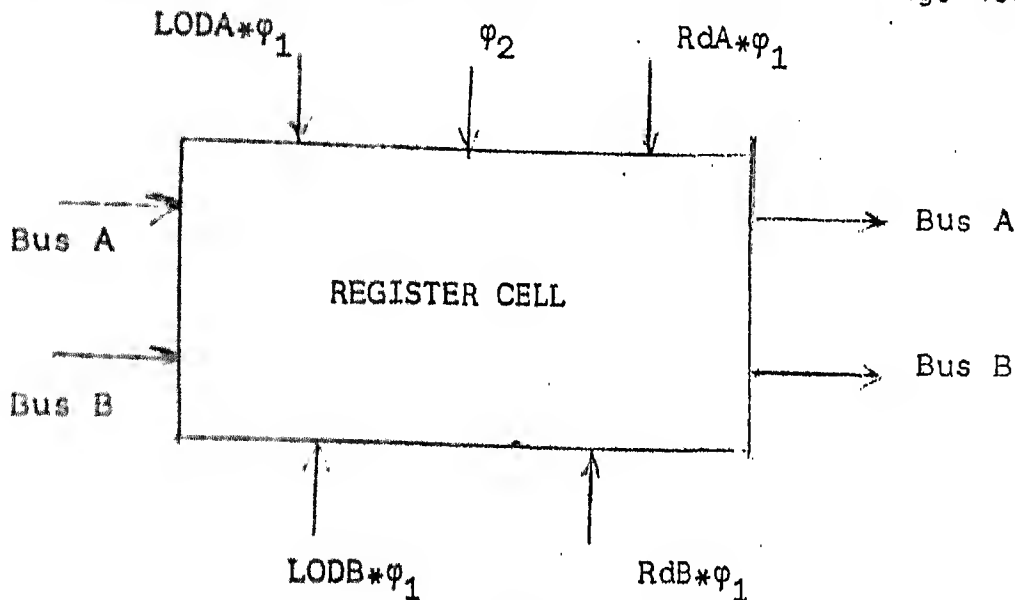 LODA*φ₁ φ₂ RdA*φ₁
Bus A
Bus A
REGISTER CELL
Bus B
Bus B
LODB*φ₁ RdB*φ₁